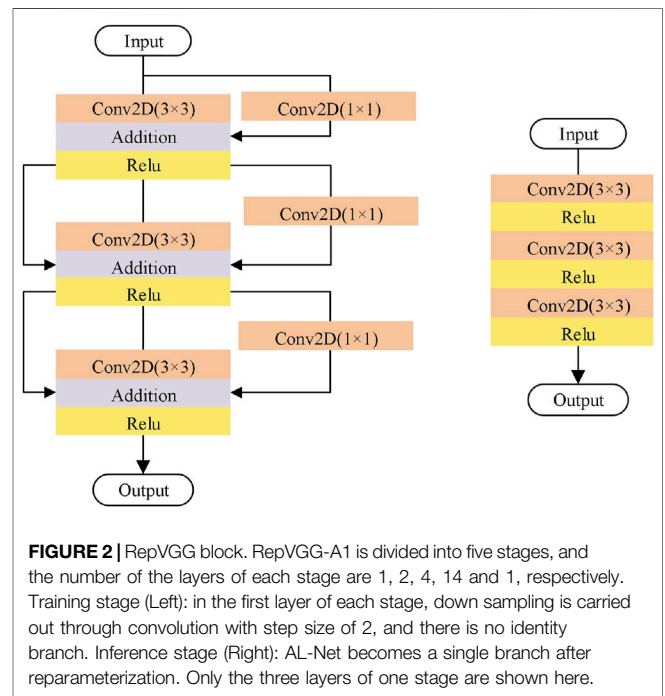 Input
Conv2D(3×3)
Conv2D(1×1)
Addition
Relu
Conv2D(1×1)
Conv2D(3×3)
Addition
Relu
Conv2D(1×1)
Conv2D(3×3)
Addition
Relu
Output
Input
Conv2D(3×3)
Relu
Conv2D(3×3)
Relu
Conv2D(3×3)
Relu
Output
FIGURE 2 | RepVGG block. RepVGG-A1 is divided into five stages, and
the number of the layers of each stage are 1, 2, 4, 14 and 1, respectively.
Training stage (Left): in the first layer of each stage, down sampling is carried
out through convolution with step size of 2, and there is no identity
branch. Inference stage (Right): AL-Net becomes a single branch after
reparameterization. Only the three layers of one stage are shown here.